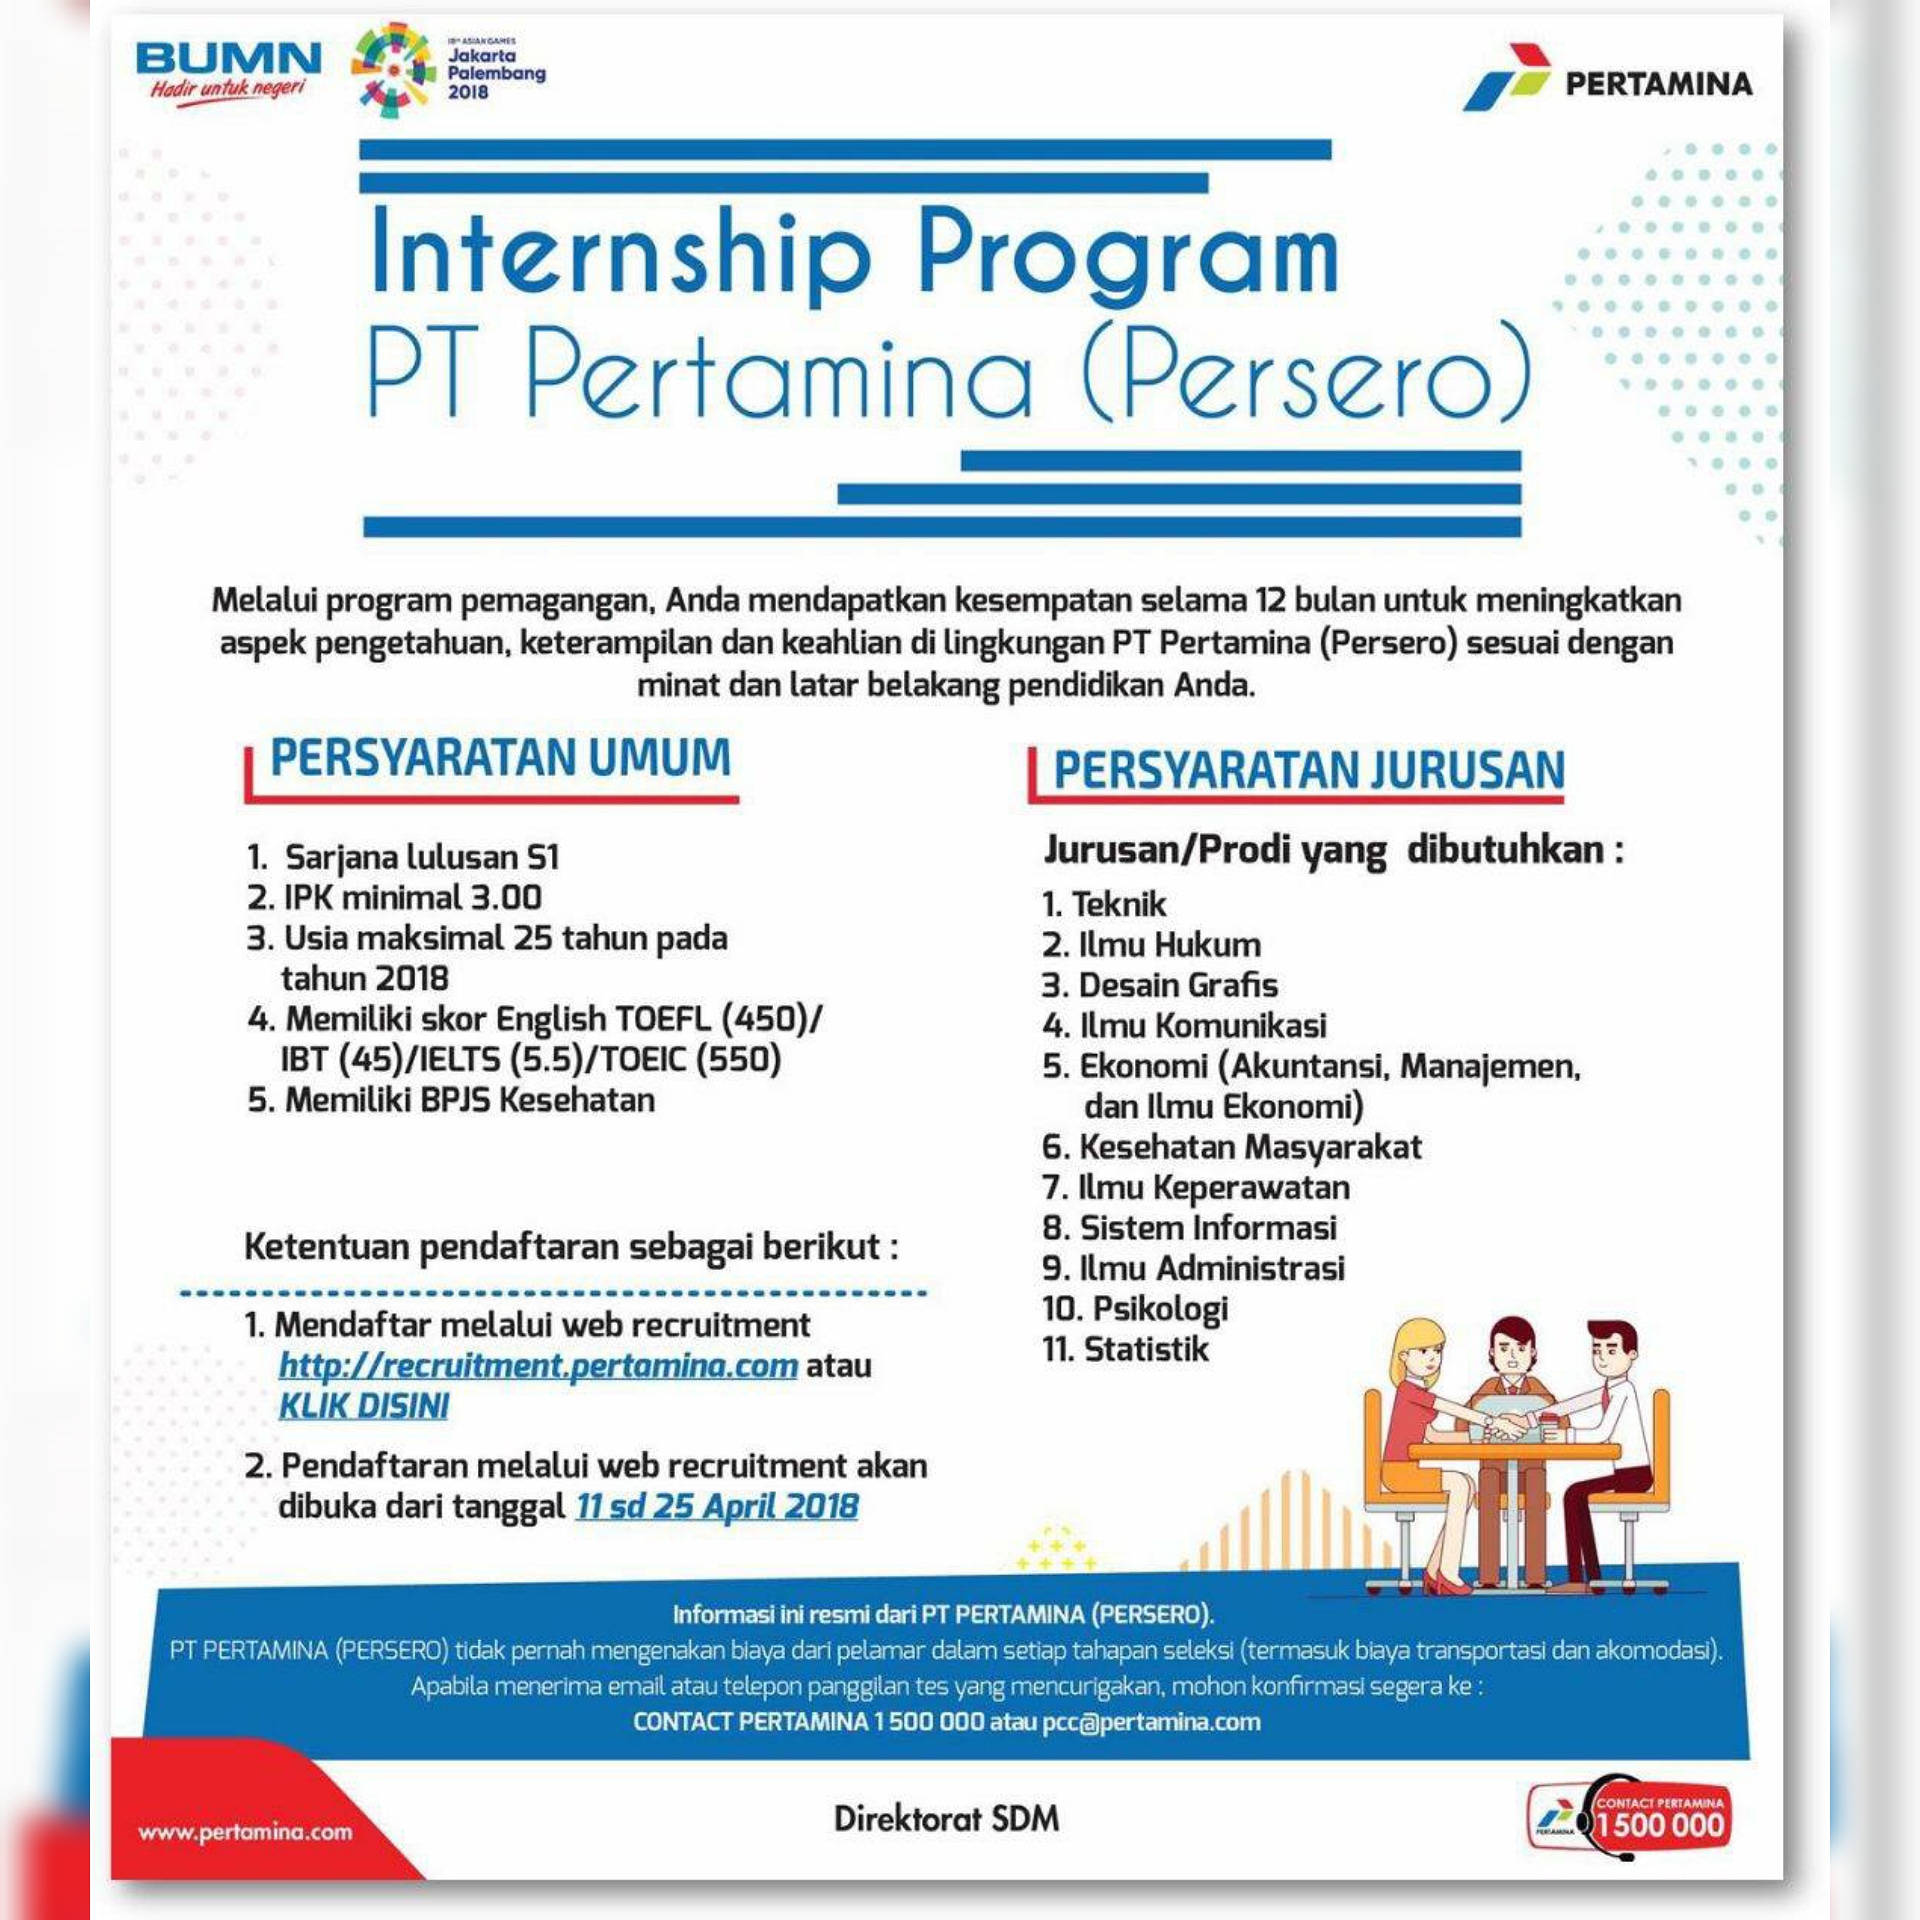 BUMN
Hadir untuk negeri
18th ASIAN GAMES
Jakarta
Palembang
2018
PERTAMINA
Internship Program
PT Pertamina (Persero)
Melalui program pemagangan, Anda mendapatkan kesempatan selama 12 bulan untuk meningkatkan
aspek pengetahuan, keterampilan dan keahlian di lingkungan PT Pertamina (Persero) sesuai dengan
minat dan latar belakang pendidikan Anda.
PERSYARATAN UMUM
1. Sarjana lulusan S1
2. IPK minimal 3.00
3. Usia maksimal 25 tahun pada
tahun 2018
4. Memiliki skor English TOEFL (450)/
IBT (45)/IELTS (5.5)/TOEIC (550)
5. Memiliki BPJS Kesehatan
Ketentuan pendaftaran sebagai berikut :
1. Mendaftar melalui web recruitment
http://recruitment.pertamina.com atau
KLIK DISINI
2. Pendaftaran melalui web recruitment akan
dibuka dari tanggal 11 sd 25 April 2018
PERSYARATAN JURUSAN
Jurusan/Prodi yang dibutuhkan :
1. Teknik
2. Ilmu Hukum
3. Desain Grafis
4. Ilmu Komunikasi
5. Ekonomi (Akuntansi, Manajemen,
dan Ilmu Ekonomi)
6. Kesehatan Masyarakat
7. Ilmu Keperawatan
8. Sistem Informasi
9. Ilmu Administrasi
10. Psikologi
11. Statistik
Informasi ini resmi dari PT PERTAMINA (PERSERO).
PT PERTAMINA (PERSERO) tidak pernah mengenakan biaya dari pelamar dalam setiap tahapan seleksi (termasuk biaya transportasi dan akomodasi).
Apabila menerima email atau telepon panggilan tes yang mencurigakan, mohon konfirmasi segera ke :
CONTACT PERTAMINA 1 500 000 atau pcc@pertamina.com
www.pertamina.com
Direktorat SDM
PERTAMINA
CONTACT PERTAMINA
1 500 000